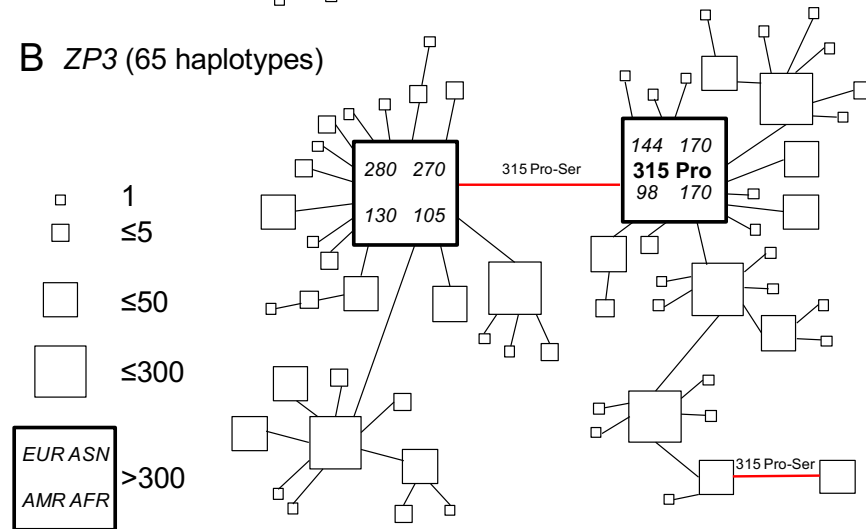 B ZP3 (65 haplotypes)
1
≤5
≤50
≤300
EUR ASN
AMR AFR
>300
280 270
130 105
315 Pro-Ser
144 170
315 Pro
98 170
315 Pro-Ser